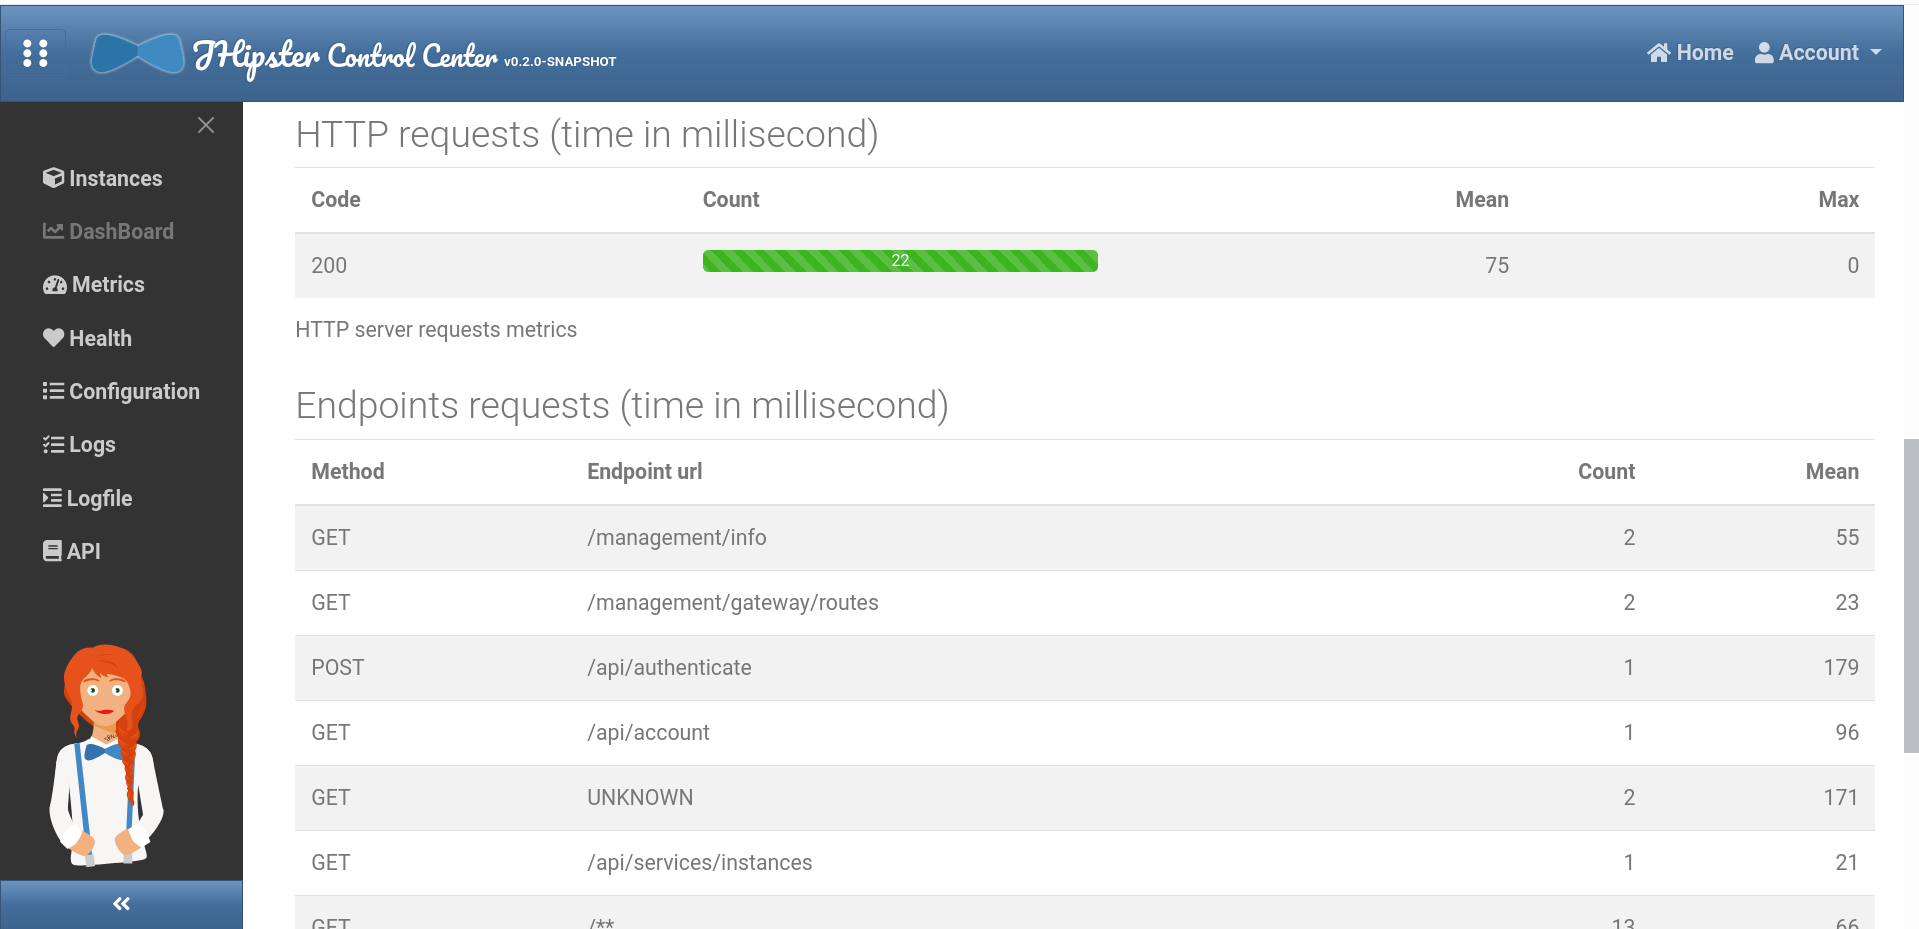 JHipster Control Center v0.2.0-SNAPSHOT
Home Account
Instances
DashBoard
Metrics
Health
Configuration
Logs
Logfile
API
HTTP requests (time in millisecond)
Code Count Mean Max
200 22 75 0
HTTP server requests metrics
Endpoints requests (time in millisecond)
Method Endpoint url Count Mean
GET /management/info 2 55
GET /management/gateway/routes 2 23
POST /api/authenticate 1 179
GET /api/account 1 96
GET UNKNOWN 2 171
GET /api/services/instances 1 21
GET /** 13 66